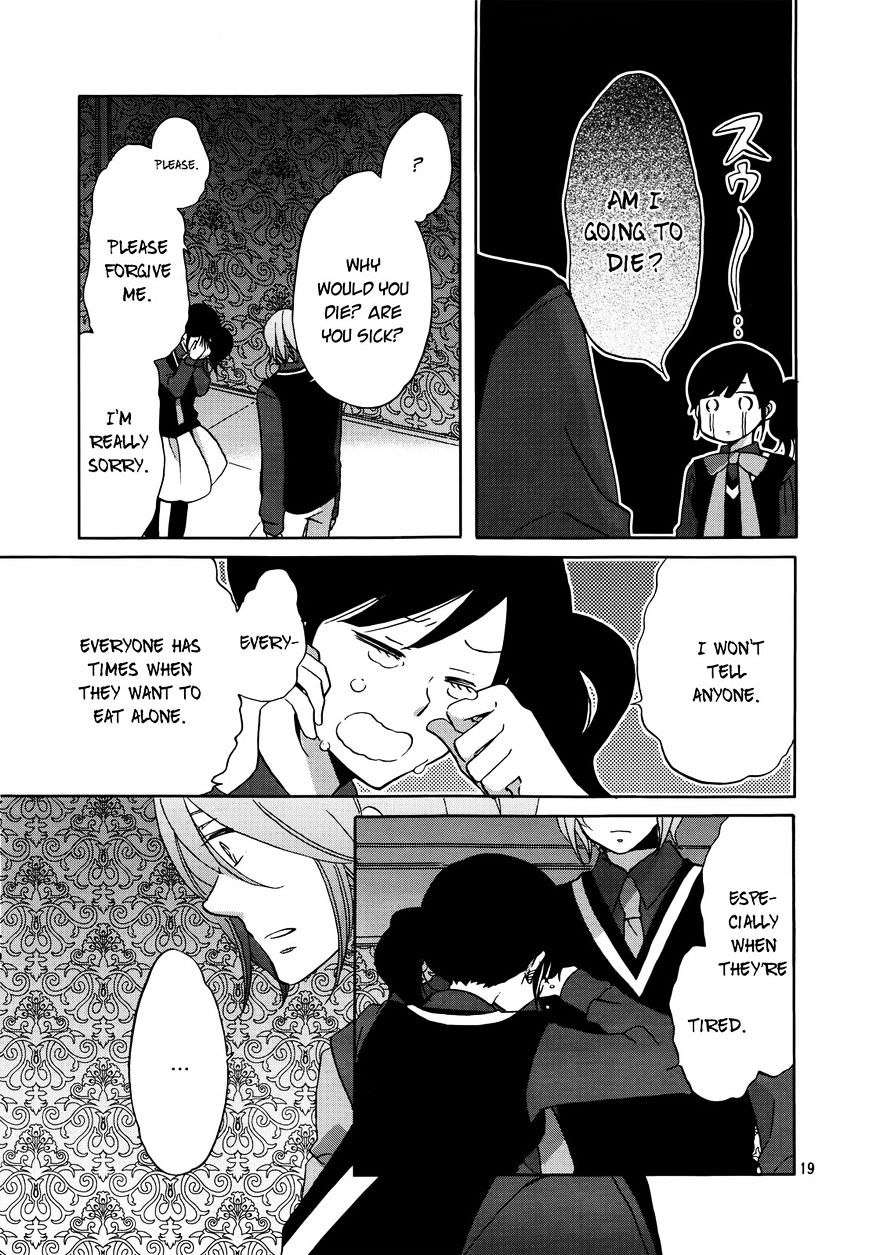 AM I
GOING TO
DIE?
スゥ〜…
?
WHY
WOULD YOU
DIE? ARE
YOU SICK?
PLEASE.
PLEASE
FORGIVE
ME.
I'M
REALLY
SORRY.
I WON'T
TELL
ANYONE.
EVERY-
EVERYONE HAS
TIMES WHEN
THEY WANT TO
EAT ALONE.
ESPE-
CIALLY
WHEN
THEY'RE
TIRED.
...
19